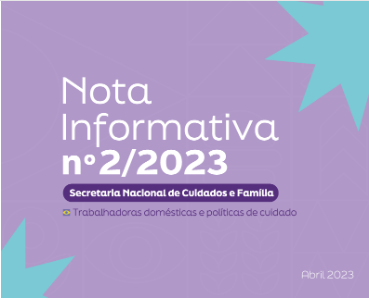 Nota
Informativa
nº2/2023
Secretaria Nacional de Cuidados e Família
Trabalhadoras domésticas e políticas de cuidado
Abril 2023